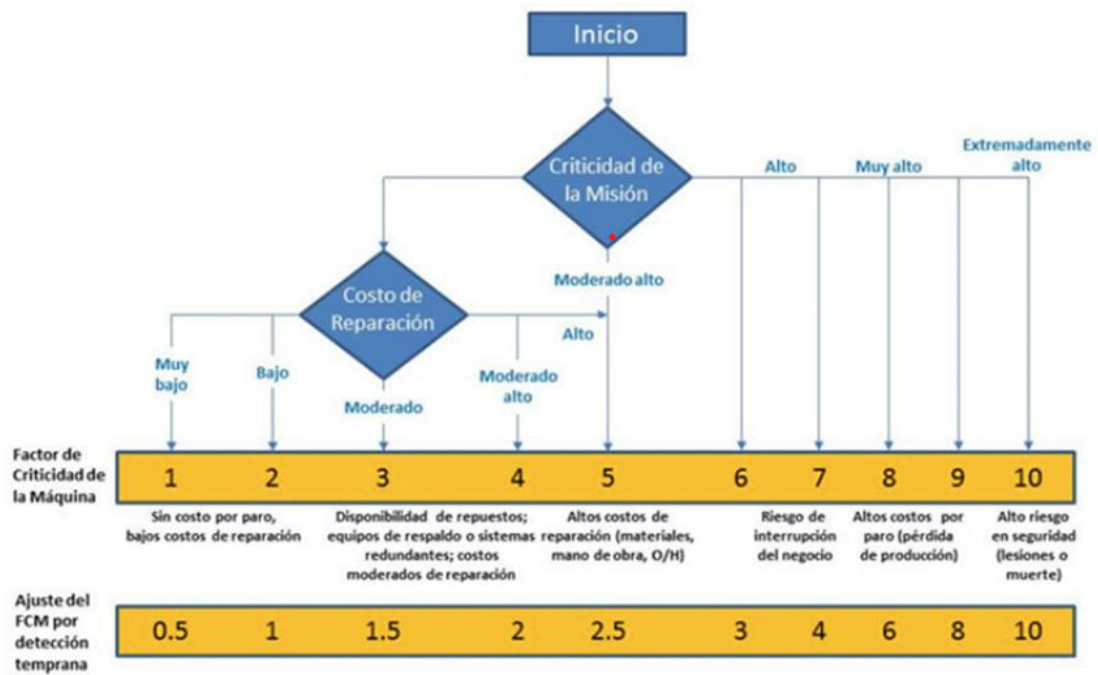 Inicio
Criticidad de
la Misión
Alto
Muy alto
Extremadamente
alto
Moderado alto
Costo de
Reparación
Alto
Muy
bajo
Bajo
Moderado
Moderado
alto
Factor de
Criticidad de
la Máquina
1 2 3 4 5 6 7 8 9 10
Sin costo por paro,
bajos costos de reparación
Disponibilidad de repuestos;
equipos de respaldo o sistemas
redundantes; costos
moderados de reparación
Altos costos de
reparación (materiales,
mano de obra, O/H)
Riesgo de
interrupción
del negocio
Altos costos por
paro (pérdida
de producción)
Alto riesgo
en seguridad
(lesiones o
muerte)
Ajuste del
FCM por
detección
temprana
0.5 1 1.5 2 2.5 3 4 6 8 10